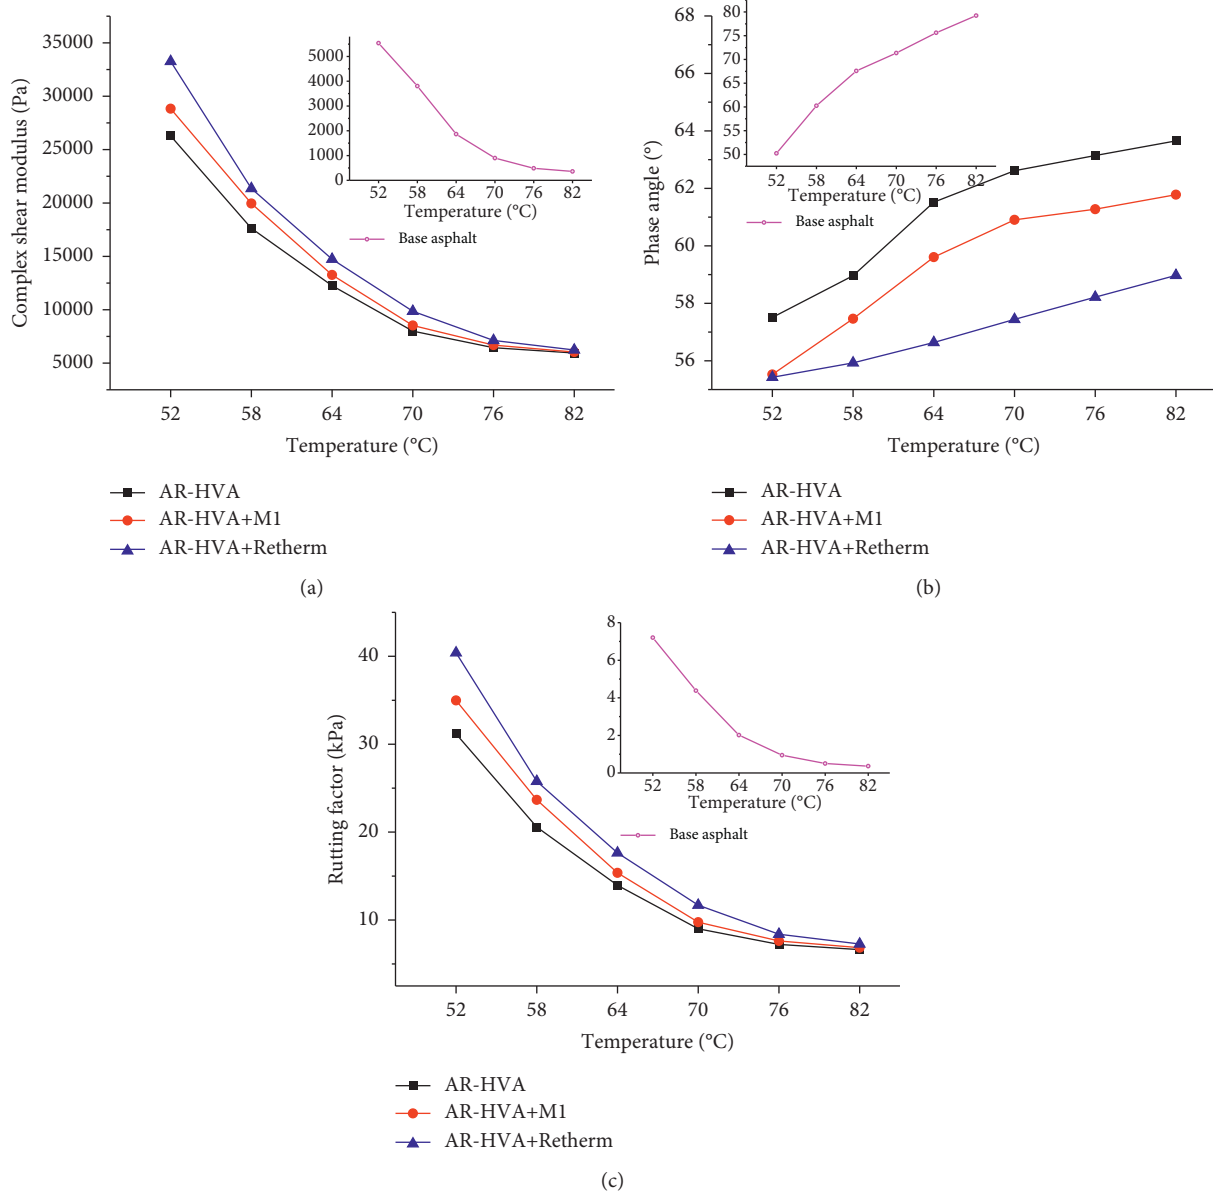 Complex shear modulus (Pa)
35000
30000
25000
20000
15000
10000
5000
52 58 64 70 76 82
Temperature (°C)
5000
4000
3000
2000
1000
0
52 58 64 70 76 82
Temperature (°C)
Base asphalt
AR-HVA
AR-HVA+M1
AR-HVA+Retherm
(a)
Phase angle (°)
68
66
64
62
60
58
56
52 58 64 70 76 82
Temperature (°C)
80
75
70
65
60
55
50
52 58 64 70 76 82
Temperature (°C)
Base asphalt
AR-HVA
AR-HVA+M1
AR-HVA+Retherm
(b)
Rutting factor (kPa)
40
30
20
10
52 58 64 70 76 82
Temperature (°C)
8
6
4
2
0
52 58 64 70 76 82
Temperature (°C)
Base asphalt
AR-HVA
AR-HVA+M1
AR-HVA+Retherm
(c)